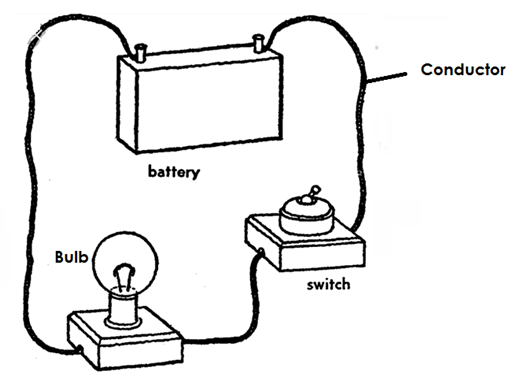 Conductor
battery
Bulb
switch